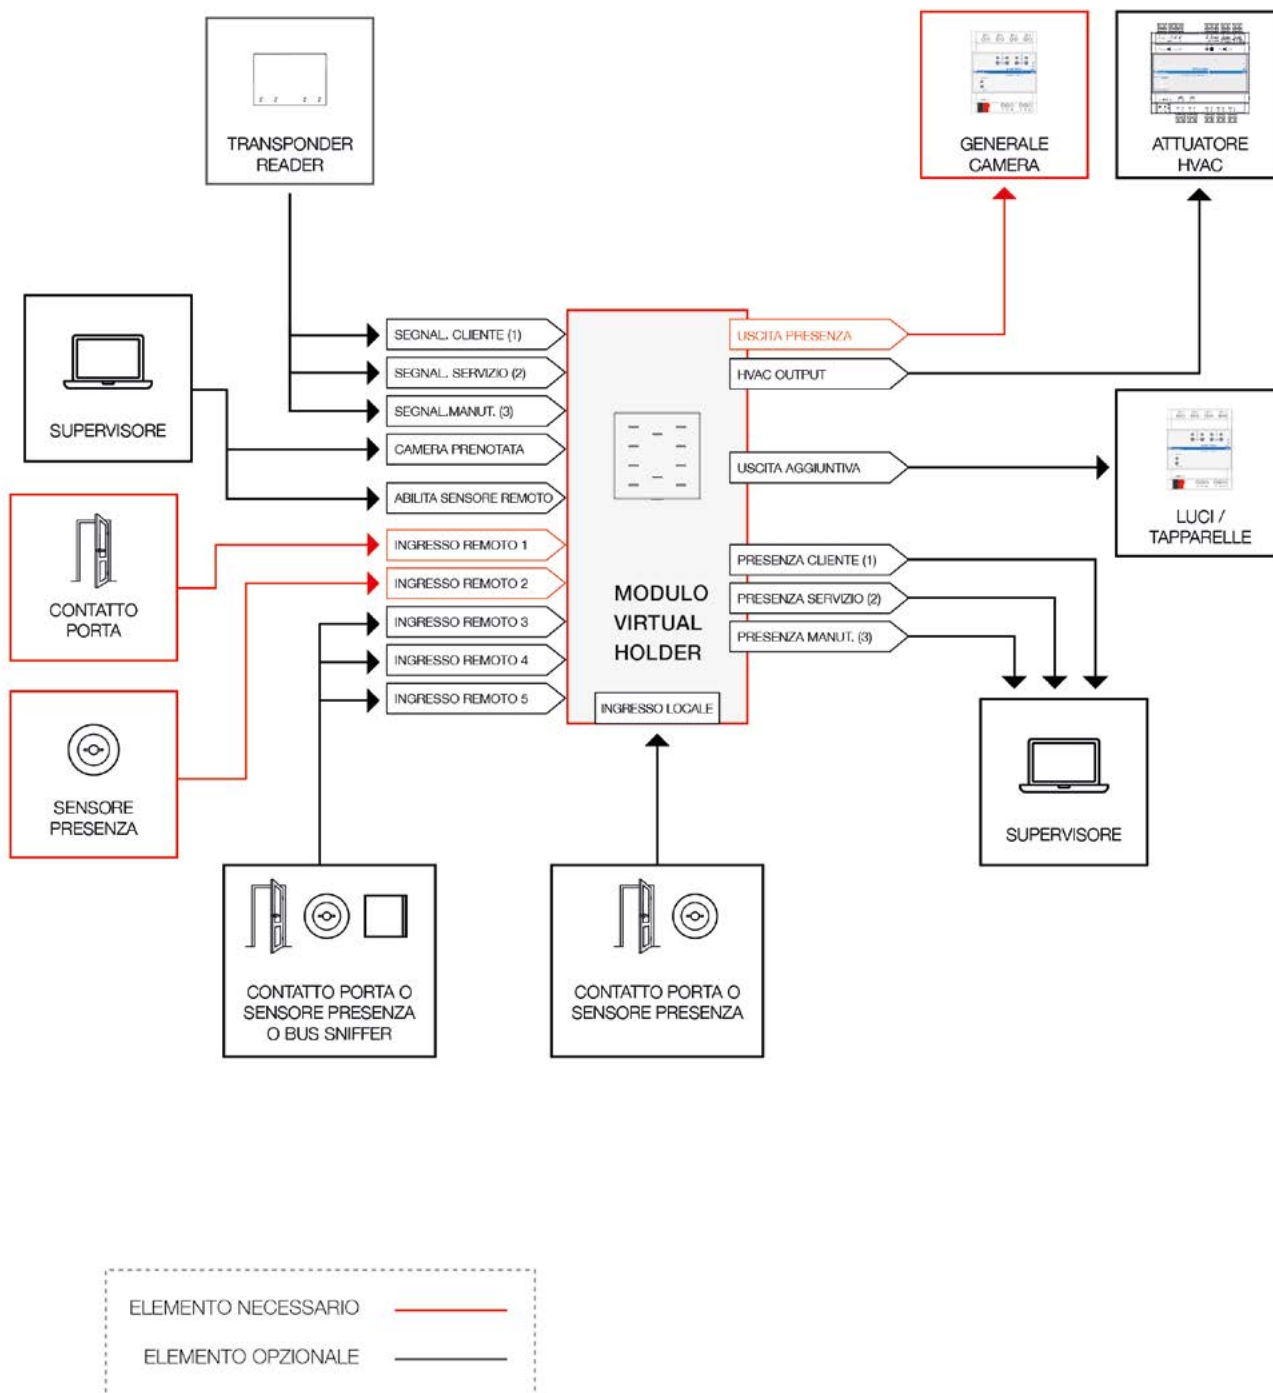 TRANSPONDER
READER
GENERALE
CAMERA
ATTUATORE
HVAC
SUPERVISORE
CONTATTO
PORTA
SENSORE
PRESENZA
SEGNAL. CLIENTE (1)
SEGNAL. SERVIZIO (2)
SEGNAL.MANUT. (3)
CAMERA PRENOTATA
ABILITA SENSORE REMOTO
INGRESSO REMOTO 1
INGRESSO REMOTO 2
INGRESSO REMOTO 3
INGRESSO REMOTO 4
INGRESSO REMOTO 5
MODULO
VIRTUAL
HOLDER
INGRESSO LOCALE
USCITA PRESENZA
HVAC OUTPUT
USCITA AGGIUNTIVA
PRESENZA CLIENTE (1)
PRESENZA SERVIZIO (2)
PRESENZA MANUT. (3)
LUCI /
TAPPARELLE
SUPERVISORE
CONTATTO PORTA O
SENSORE PRESENZA
O BUS SNIFFER
CONTATTO PORTA O
SENSORE PRESENZA
ELEMENTO NECESSARIO
ELEMENTO OPZIONALE